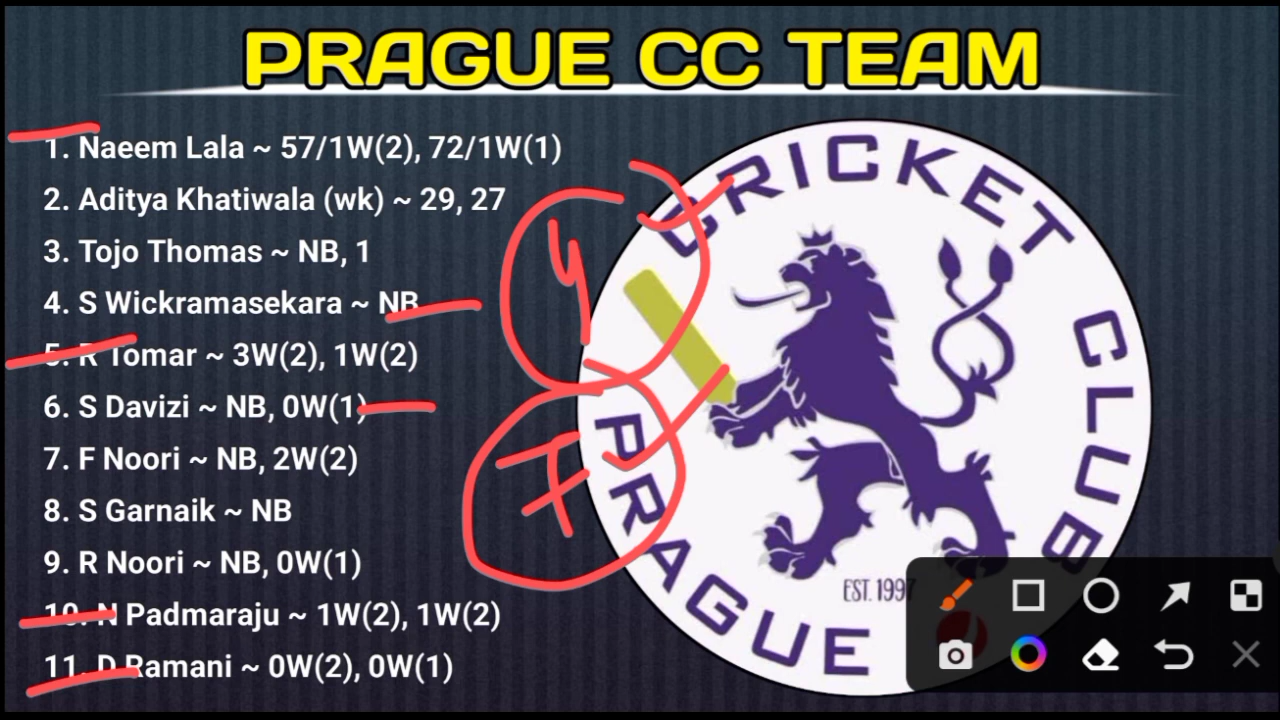 PRAGUE CC TEAM
1. Naeem Lala ~ 57/1W(2), 72/1W(1)
2. Aditya Khatiwala (wk) ~ 29, 27
3. Tojo Thomas ~ NB, 1
4. S Wickramasekara ~ NB
5. R Tomar ~ 3W(2), 1W(2)
6. S Davizi ~ NB, 0W(1)
7. F Noori ~ NB, 2W(2)
8. S Garnaik ~ NB
9. R Noori ~ NB, 0W(1)
10. N Padmaraju ~ 1W(2), 1W(2)
11. D Ramani ~ 0W(2), 0W(1)
4
7
CRICKET CLUB
PRAGUE
EST. 1997